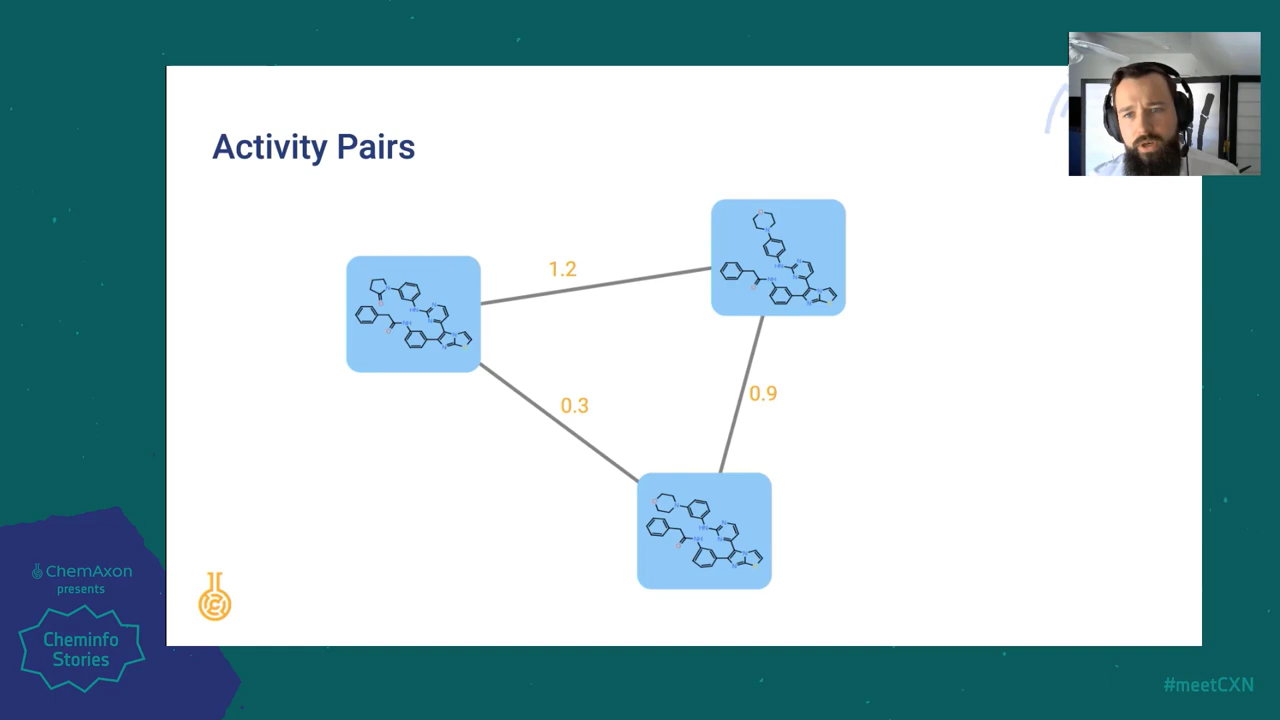 Activity Pairs
1.2
0.9
0.3
ChemAxon
presents
Cheminfo
Stories
#meetCXN